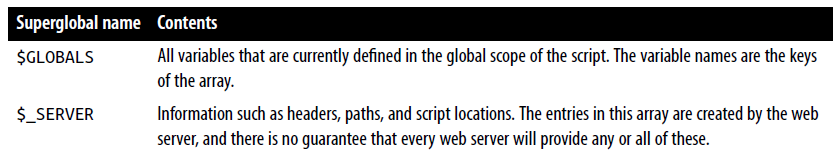 Superglobal name Contents
$GLOBALS All variables that are currently defined in the global scope of the script. The variable names are the keys
of the array.
$_SERVER Information such as headers, paths, and script locations. The entries in this array are created by the web
server, and there is no guarantee that every web server will provide any or all of these.